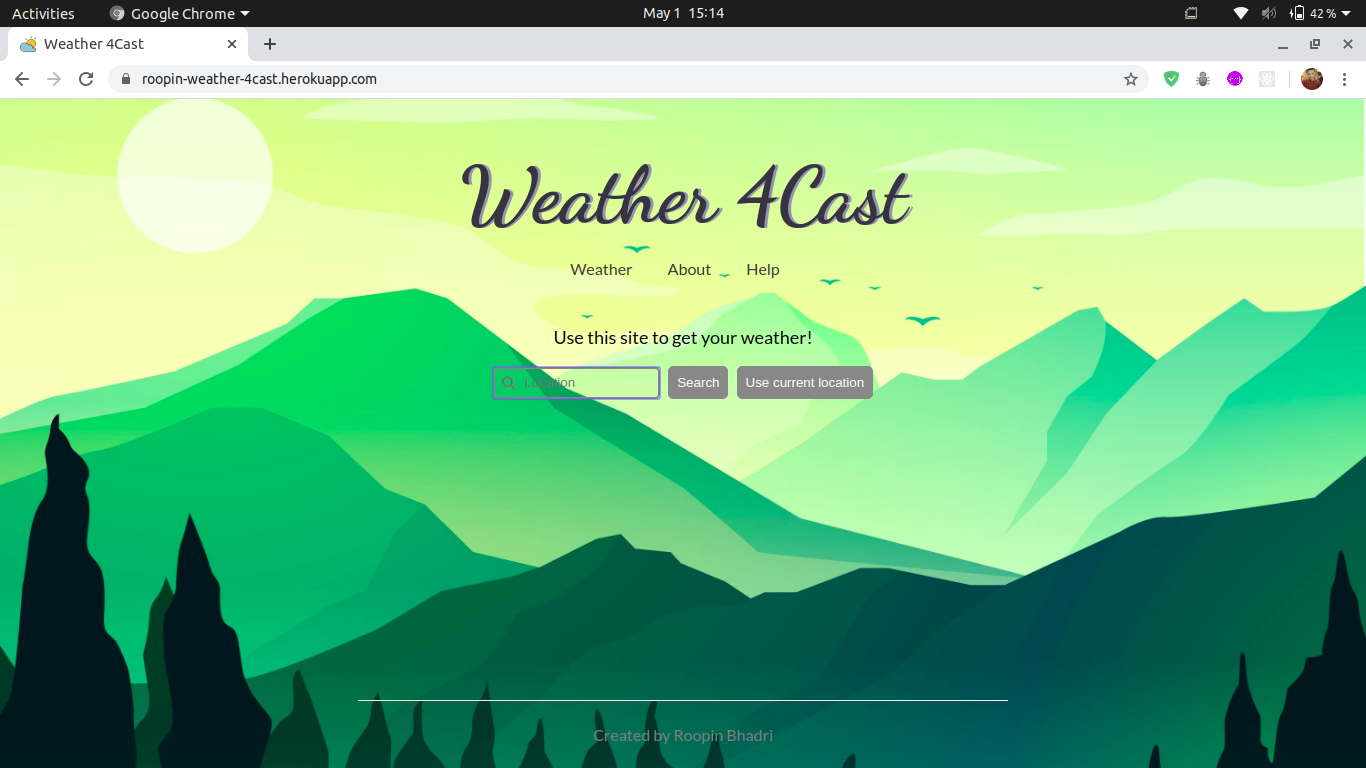 Activities Google Chrome May 1 15:14 42 %
Weather 4Cast
roopin-weather-4cast.herokuapp.com
Weather 4Cast
Weather About Help
Use this site to get your weather!
Location Search Use current location
Created by Roopin Bhadri